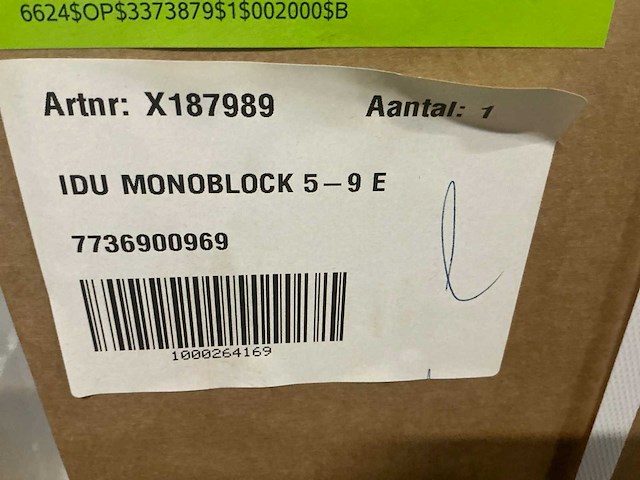 6624$OP$3373879$1$002000$B
Artnr: X187989 Aantal: 1
IDU MONOBLOCK 5-9 E
7736900969
1000264169